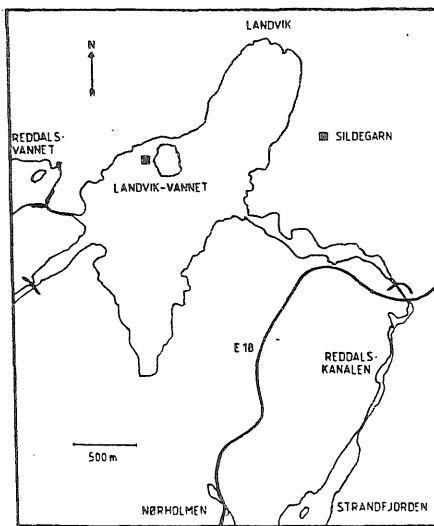 LANDVIK
N
SILDEGARN
REDDALS-
VANNET
LANDVIK-VANNET
E 18
REDDALS-
KANALEN
500 m
NØRHOLMEN
STRANDFJORDEN